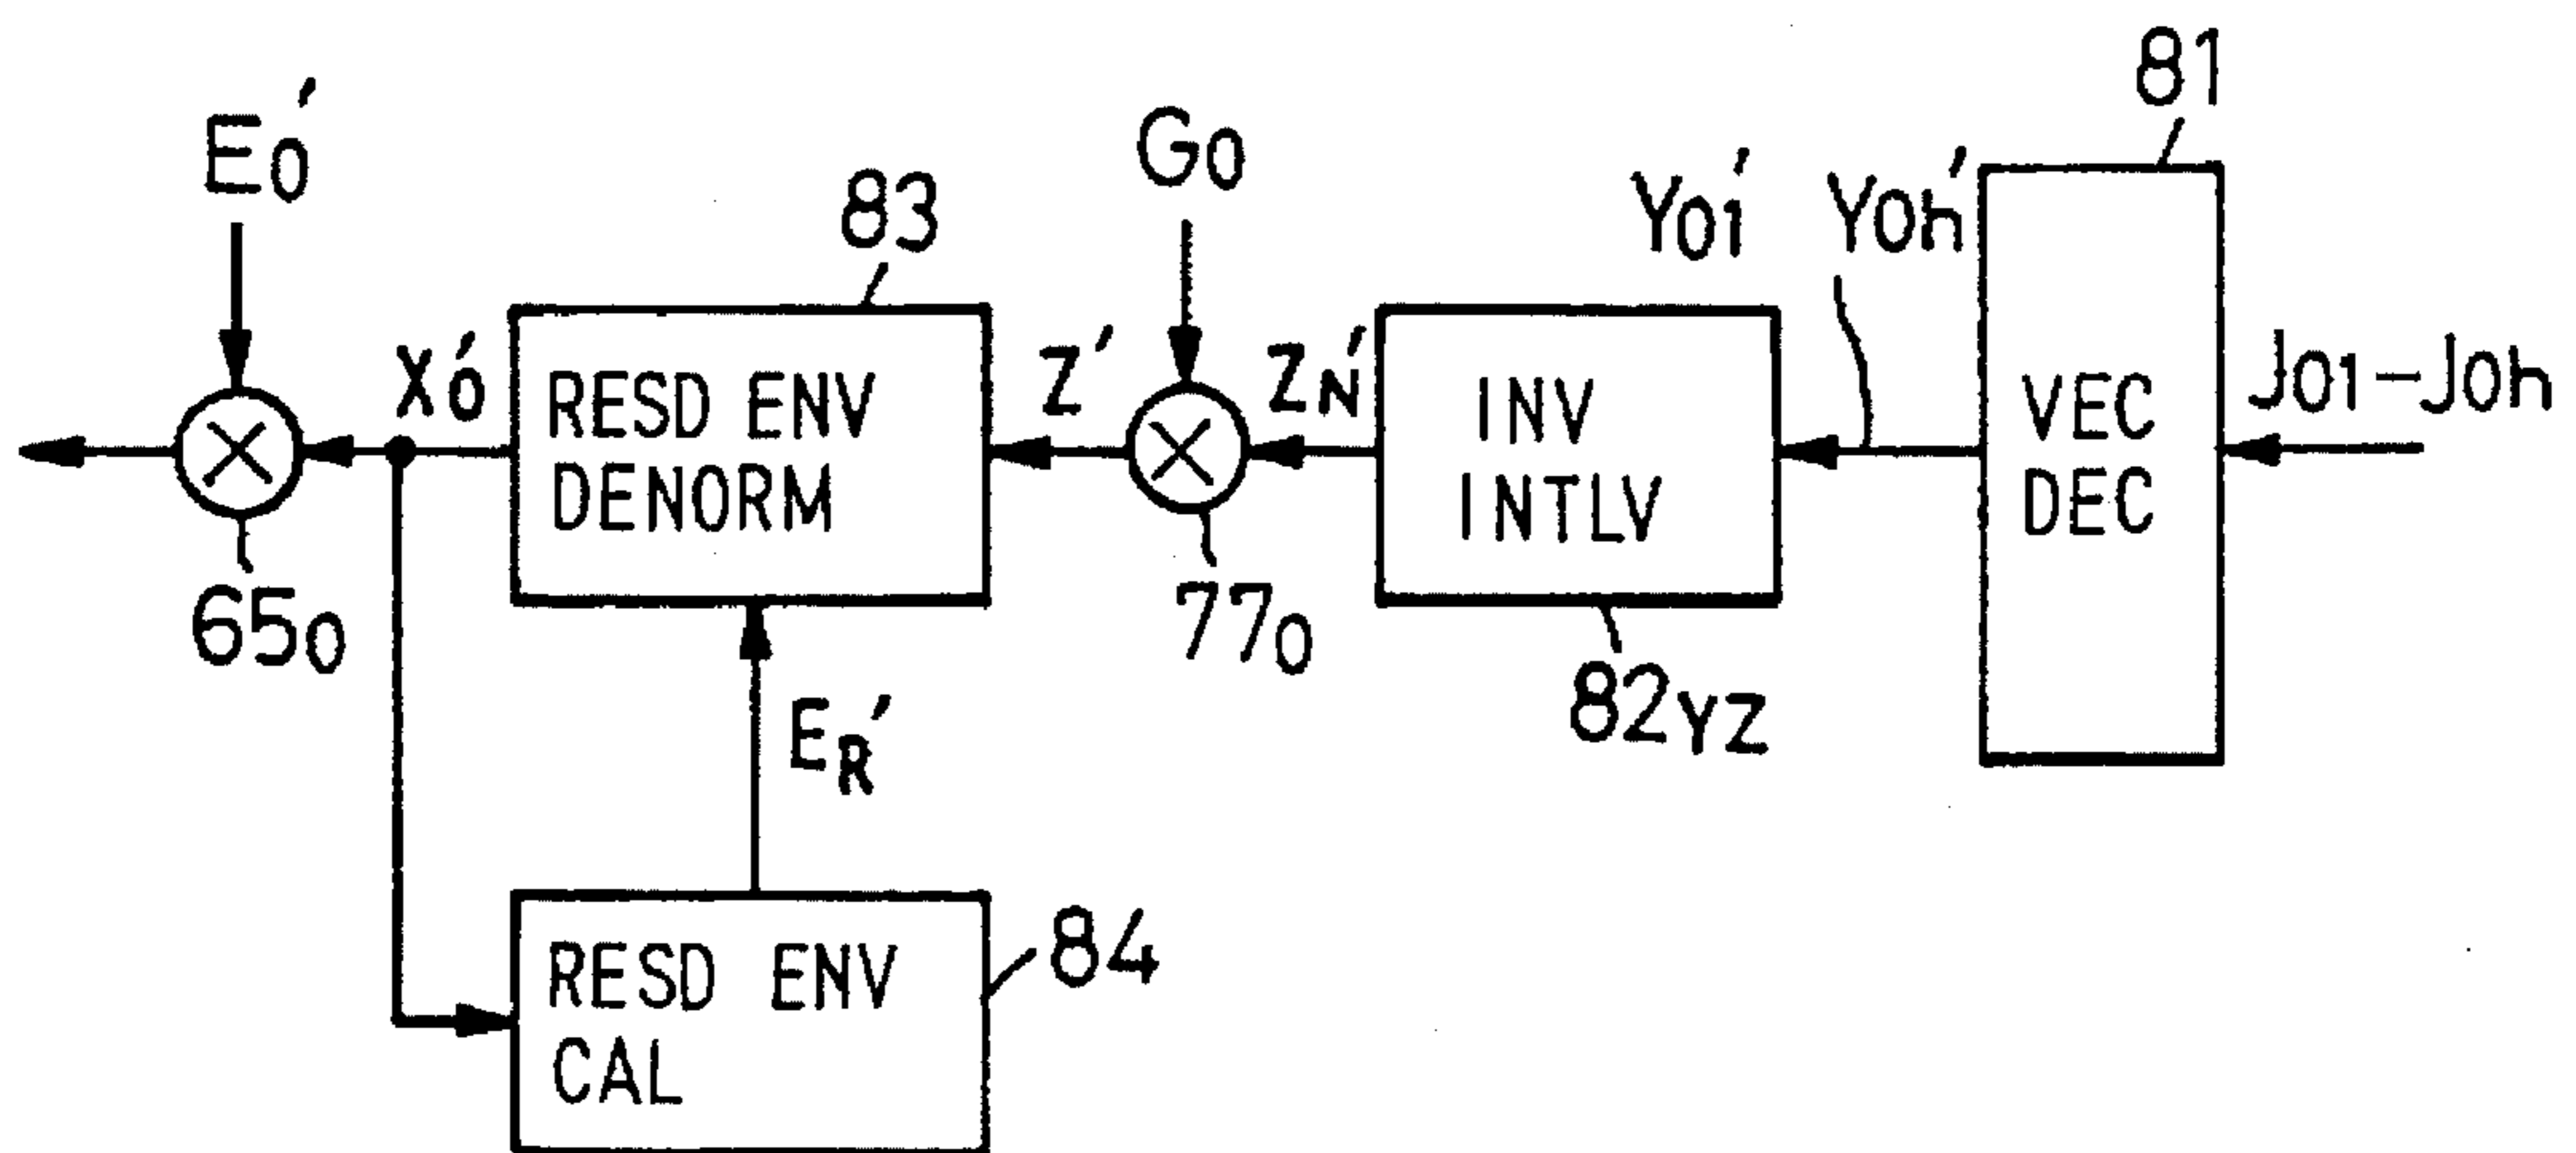 81
E0'
G0
83
Y01' Y0h'
X0'
RESD ENV
DENORM
Z'
ZN'
INV
INTLV
VEC
DEC
J01-J0h
650
770
82YZ
ER'
RESD ENV
CAL
84